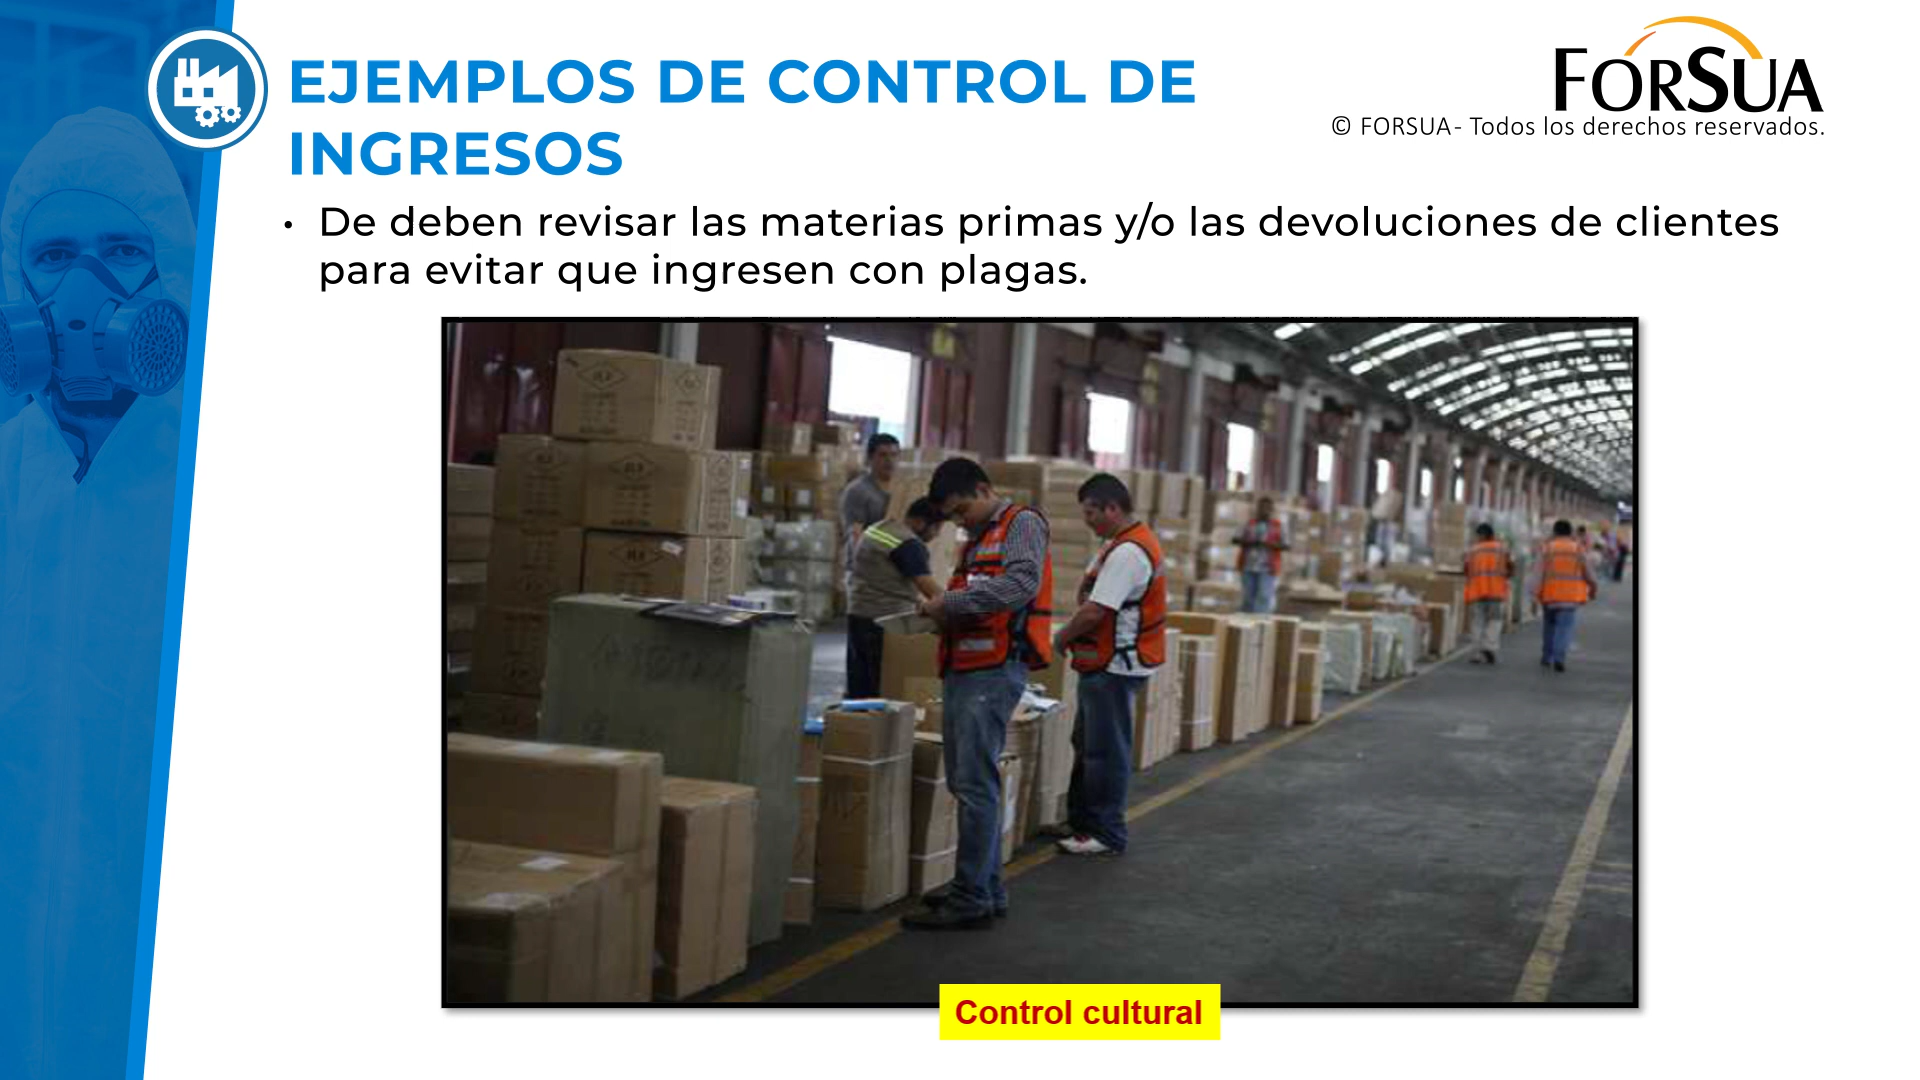 EJEMPLOS DE CONTROL DE
INGRESOS
FORSUA
© FORSUA- Todos los derechos reservados.
• De deben revisar las materias primas y/o las devoluciones de clientes
para evitar que ingresen con plagas.
Control cultural